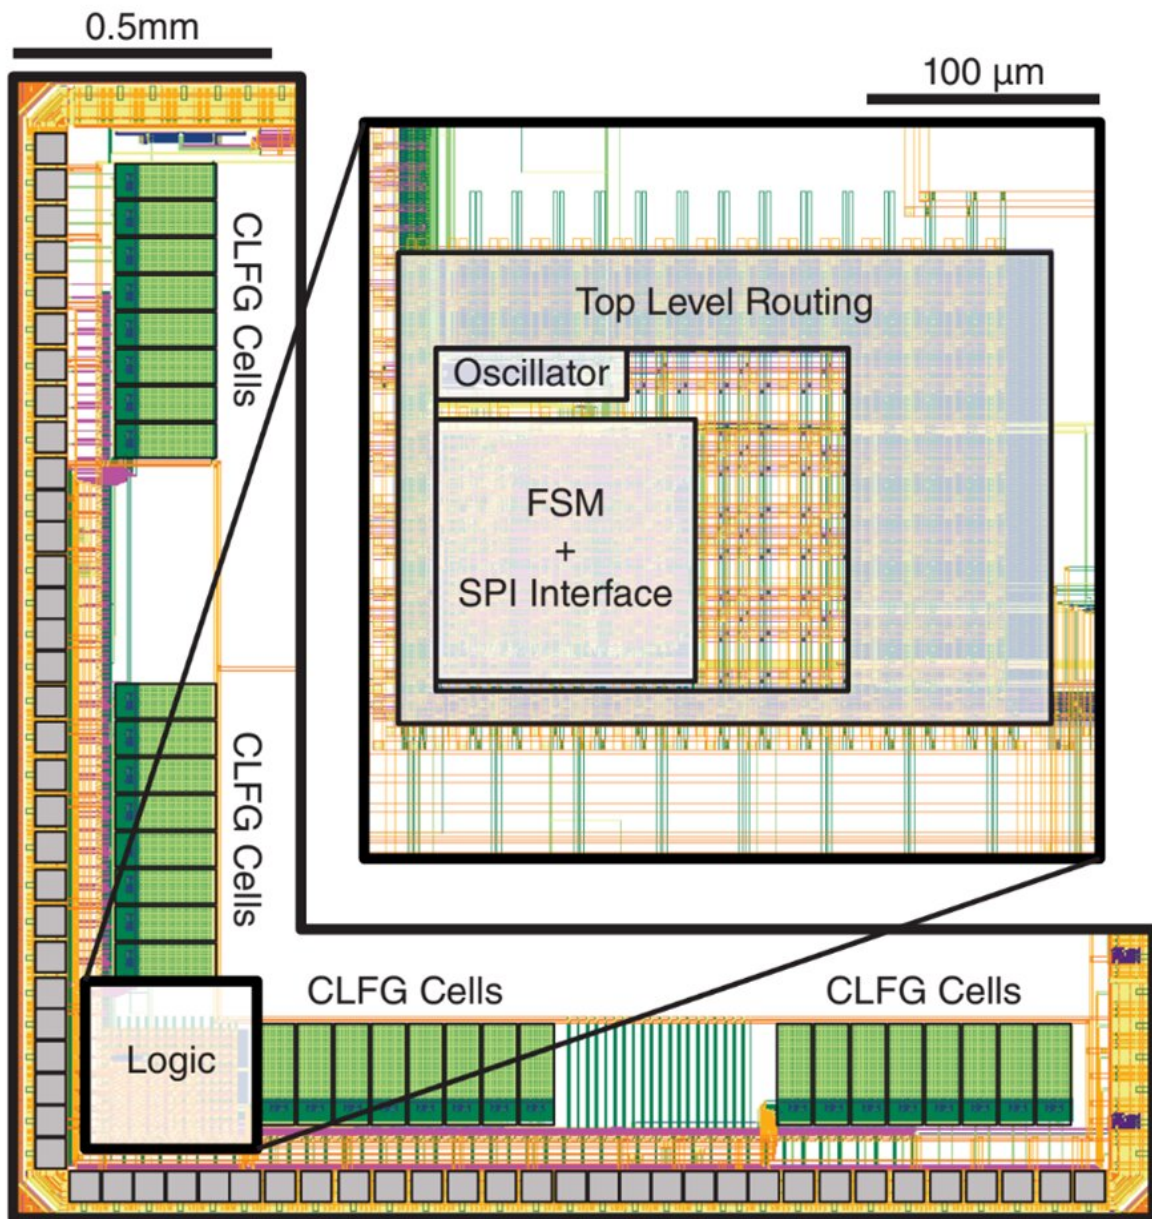 0.5mm
100 µm
CLFG Cells
Top Level Routing
Oscillator
FSM
+
SPI Interface
CLFG Cells
CLFG Cells
CLFG Cells
Logic